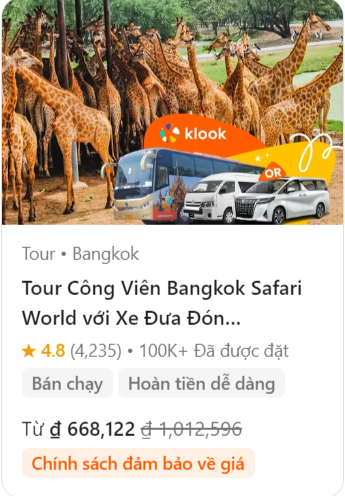 klook
OR
Tour • Bangkok
Tour Công Viên Bangkok Safari
World với Xe Đưa Đón...
★ 4.8 (4,235) • 100K+ Đã được đặt
Bán chạy Hoàn tiền dễ dàng
Từ ₫ 668,122 ₫ 1,012,596
Chính sách đảm bảo về giá